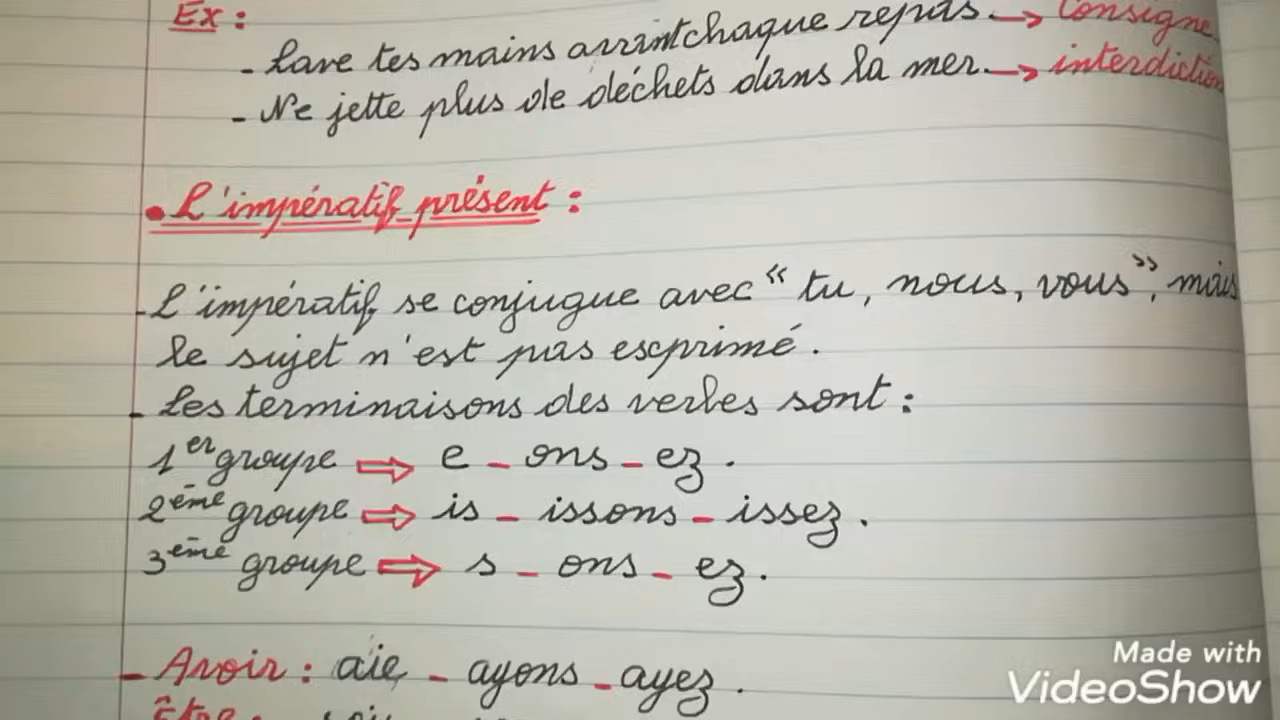 Ex :
- Lave tes mains avant chaque repas. → Consigne
- Ne jette plus de déchets dans la mer. → interdiction
• L'impératif présent :
- L'impératif se conjugue avec « tu, nous, vous », mais
le sujet n'est pas exprimé.
- Les terminaisons des verbes sont :
1er groupe ⇨ e - ons - ez.
2ème groupe ⇨ is - issons - issez.
3ème groupe ⇨ s - ons - ez.
- Avoir : aie - ayons - ayez.
Être :
Made with
VideoShow